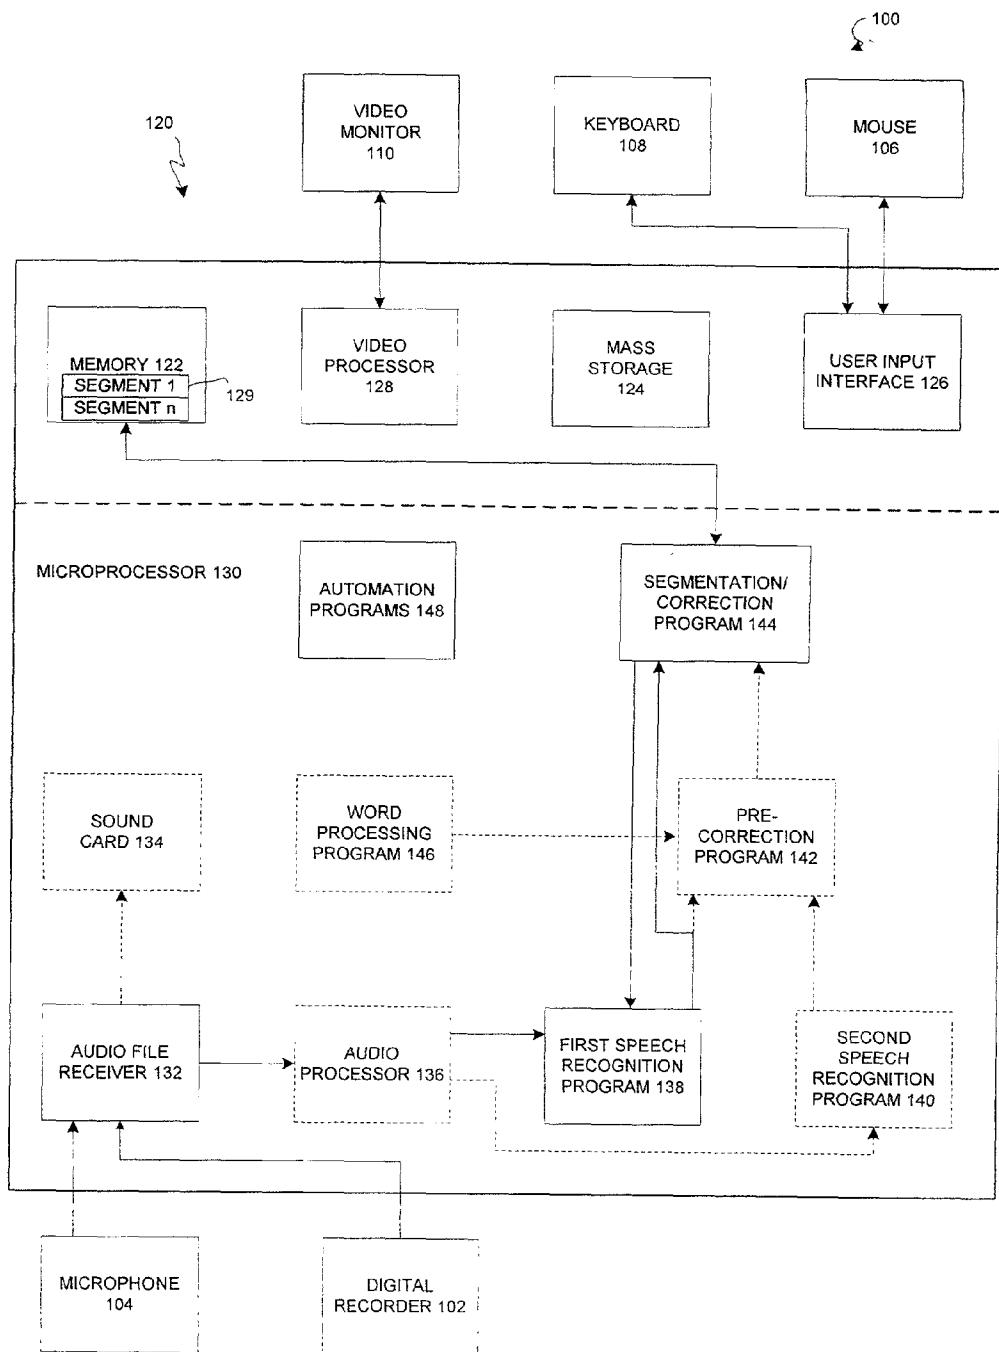 100
120
VIDEO
MONITOR
110
KEYBOARD
108
MOUSE
106
MEMORY 122
SEGMENT 1
SEGMENT n
129
VIDEO
PROCESSOR
128
MASS
STORAGE
124
USER INPUT
INTERFACE 126
MICROPROCESSOR 130
AUTOMATION
PROGRAMS 148
SEGMENTATION/
CORRECTION
PROGRAM 144
SOUND
CARD 134
WORD
PROCESSING
PROGRAM 146
PRE-
CORRECTION
PROGRAM 142
AUDIO FILE
RECEIVER 132
AUDIO
PROCESSOR 136
FIRST SPEECH
RECOGNITION
PROGRAM 138
SECOND
SPEECH
RECOGNITION
PROGRAM 140
MICROPHONE
104
DIGITAL
RECORDER 102